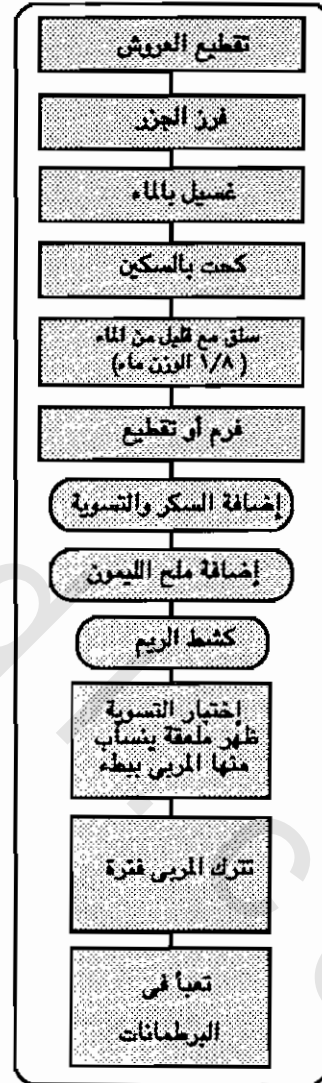 تقطيع العروش
فرز الجزر
غسيل بالماء
كحت بالسكين
سلق مع قليل من الماء
( ١/٨ الوزن ماء)
فرم أو تقطيع
إضافة السكر والتسوية
إضافة ملح الليمون
كشط الريم
إختبار التسوية
ظهر ملعقة ينساب
منها المربى ببطء
تترك المربى فترة
تعبأ فى
البرطمانات